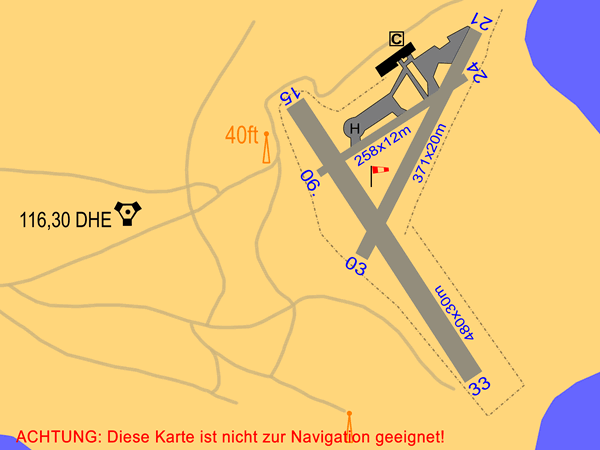 21
C
24
15
40ft
H
258x12m
371x20m
06.
116,30 DHE
03
480x30m
33
ACHTUNG: Diese Karte ist nicht zur Navigation geeignet!